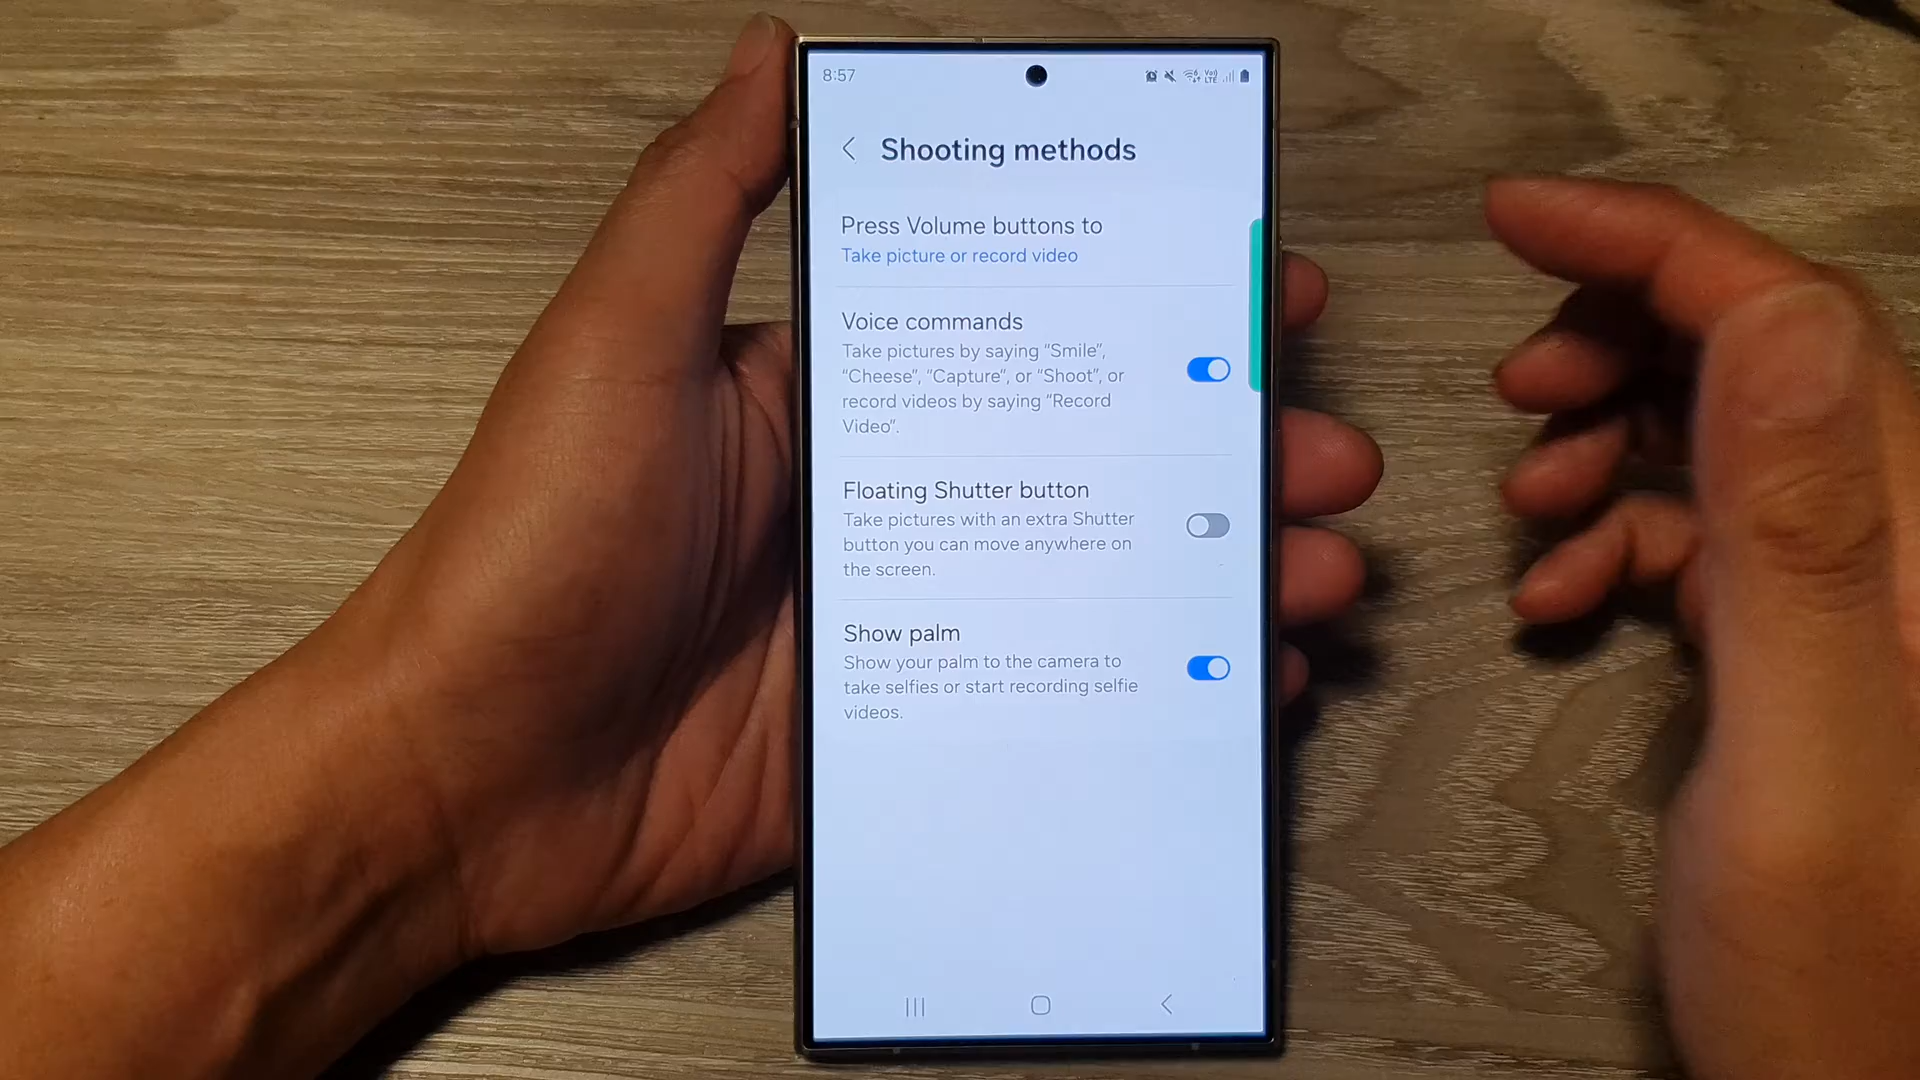 8:57
Shooting methods
Press Volume buttons to
Take picture or record video
Voice commands
Take pictures by saying “Smile”,
“Cheese”, “Capture”, or “Shoot”, or
record videos by saying “Record
Video”.
Floating Shutter button
Take pictures with an extra Shutter
button you can move anywhere on
the screen.
Show palm
Show your palm to the camera to
take selfies or start recording selfie
videos.